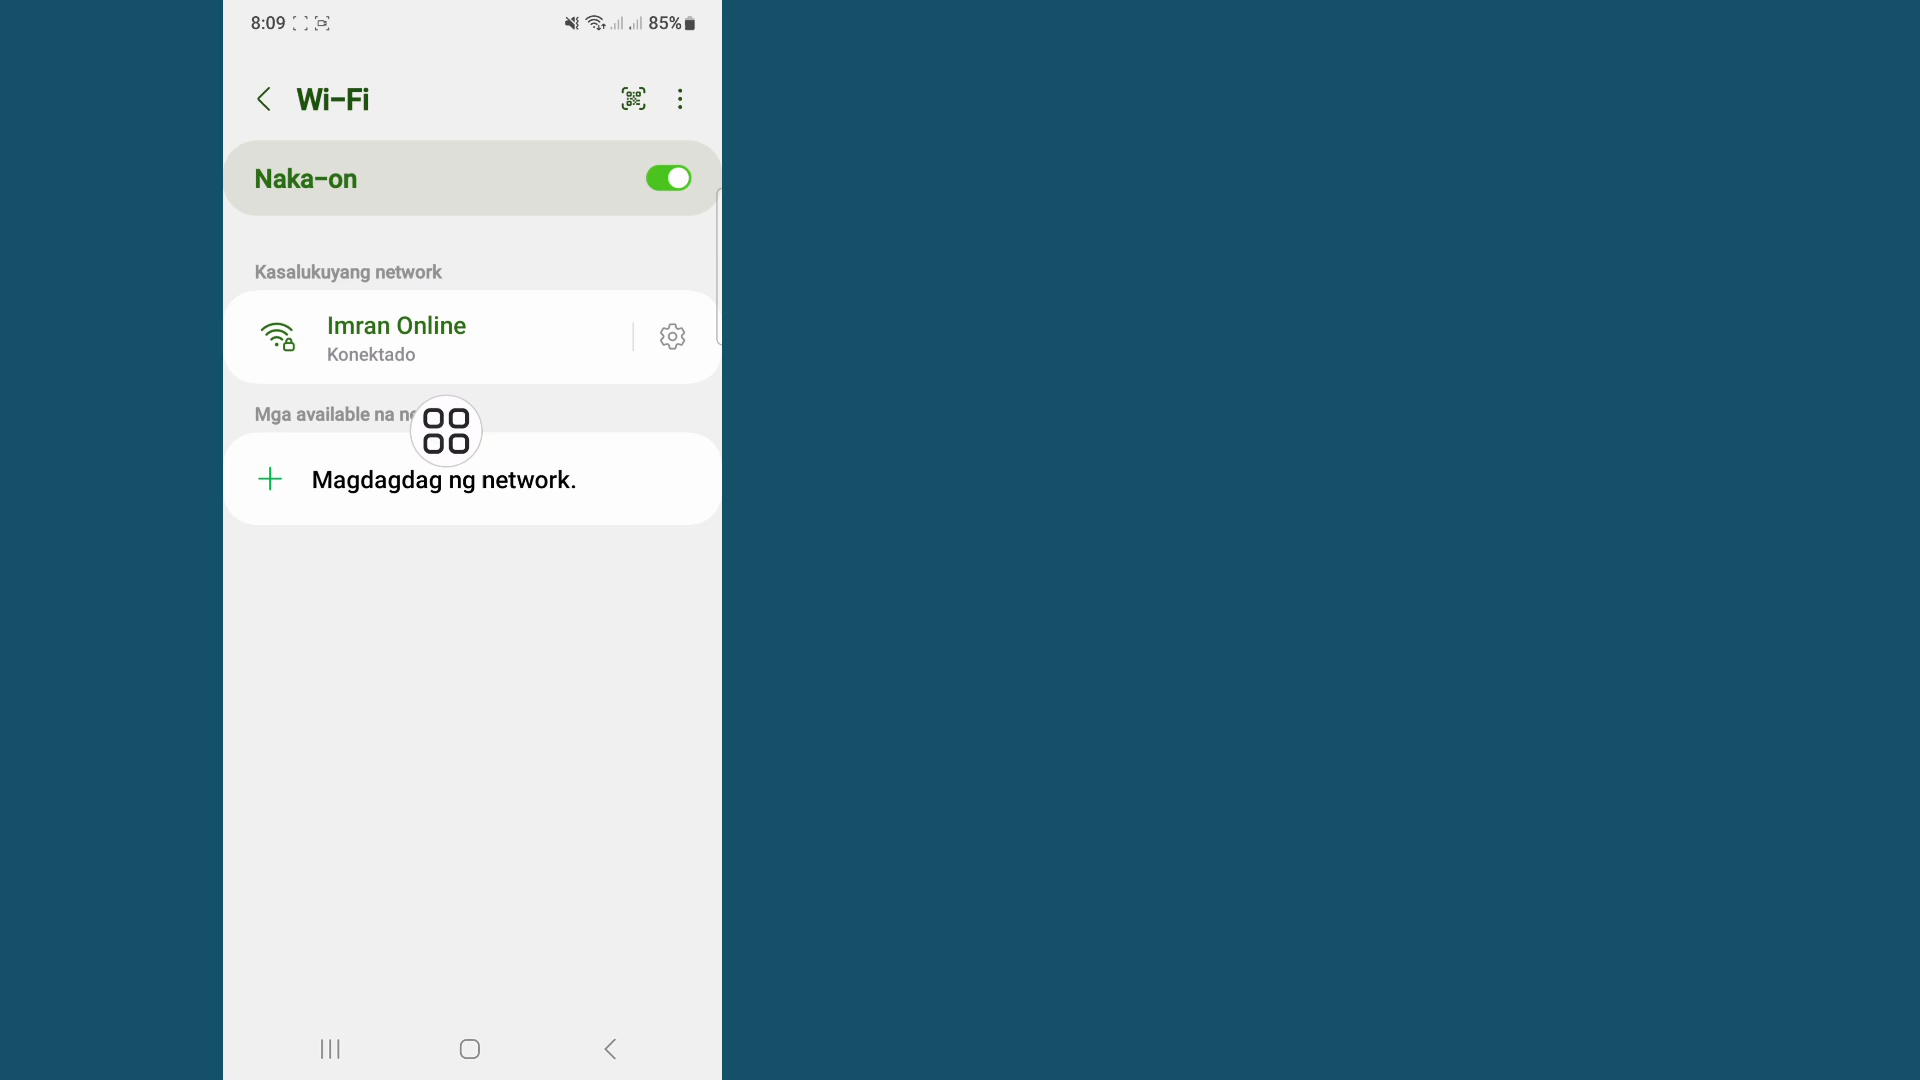 8:09
85%
Wi-Fi
Naka-on
Kasalukuyang network
Imran Online
Konektado
Mga available na
Magdagdag ng network.